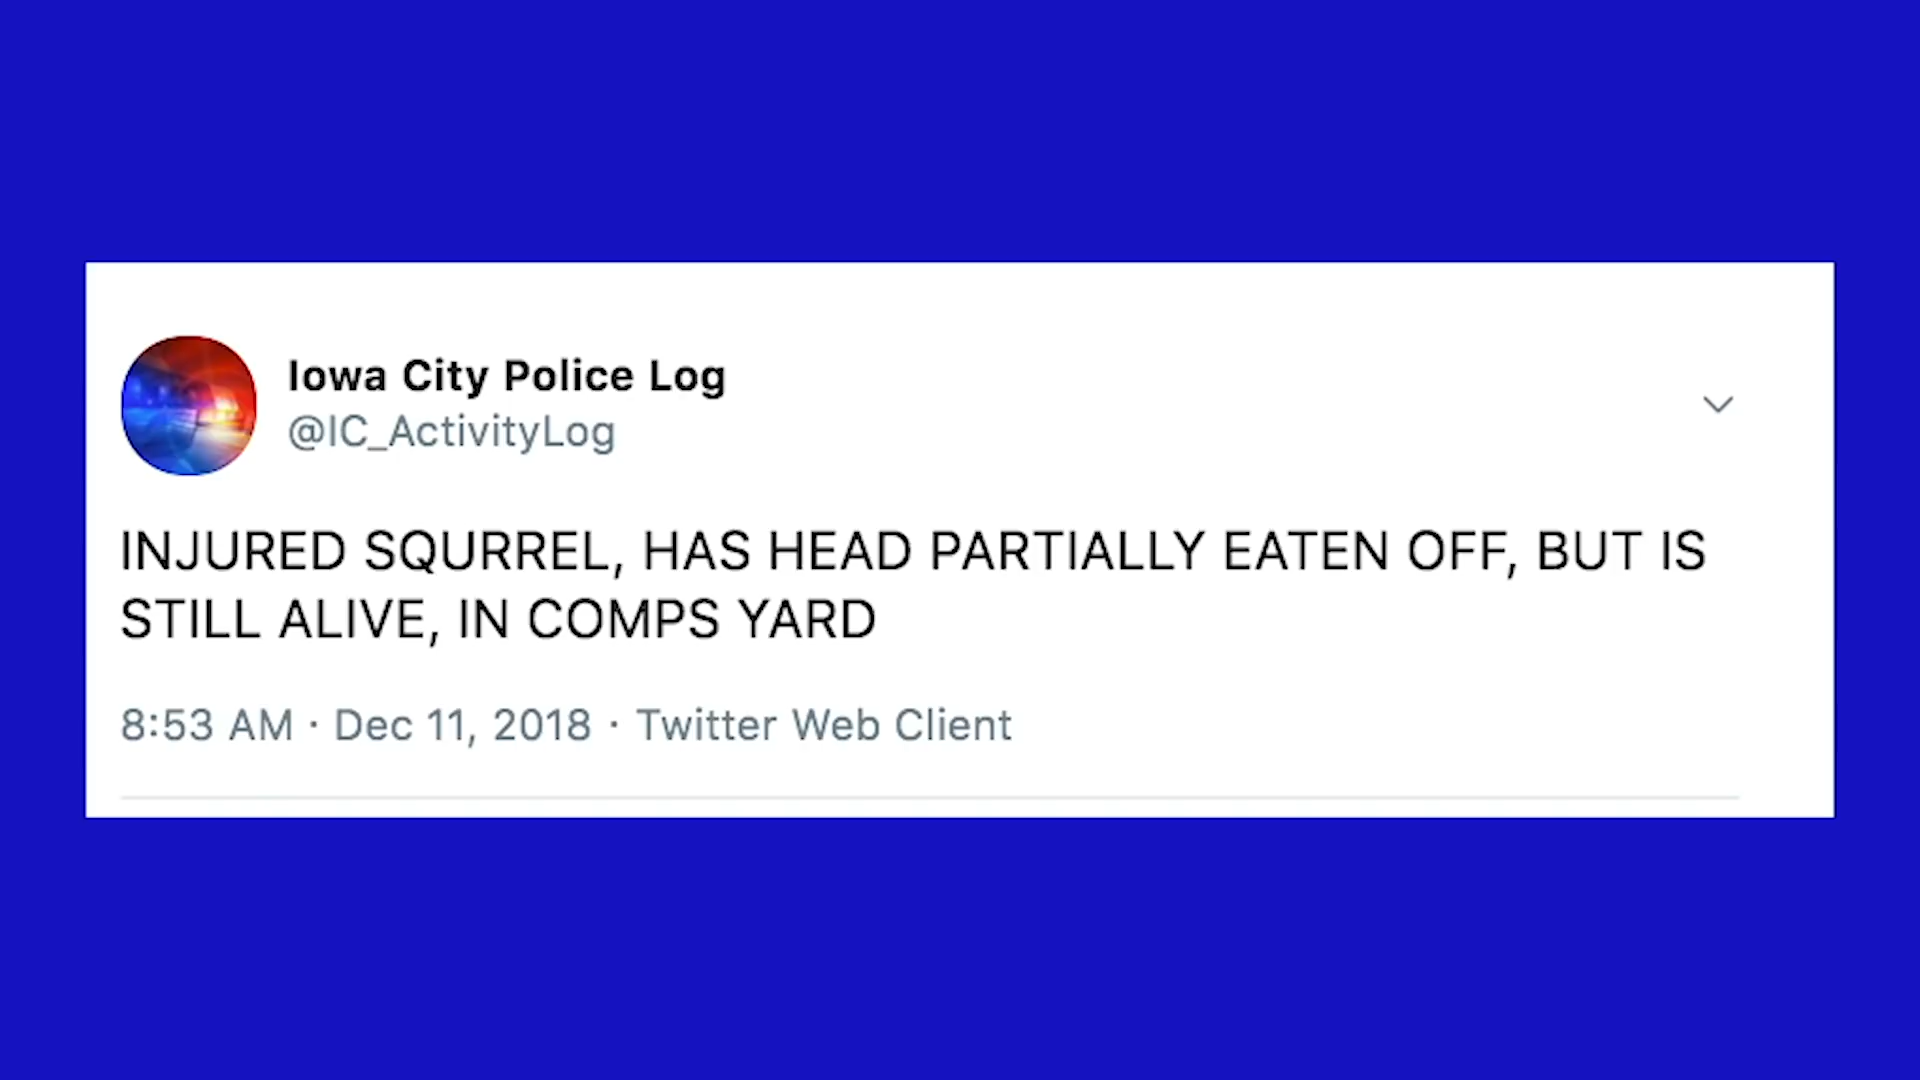 Iowa City Police Log
@IC_ActivityLog
INJURED SQURREL, HAS HEAD PARTIALLY EATEN OFF, BUT IS
STILL ALIVE, IN COMPS YARD
8:53 AM · Dec 11, 2018 · Twitter Web Client